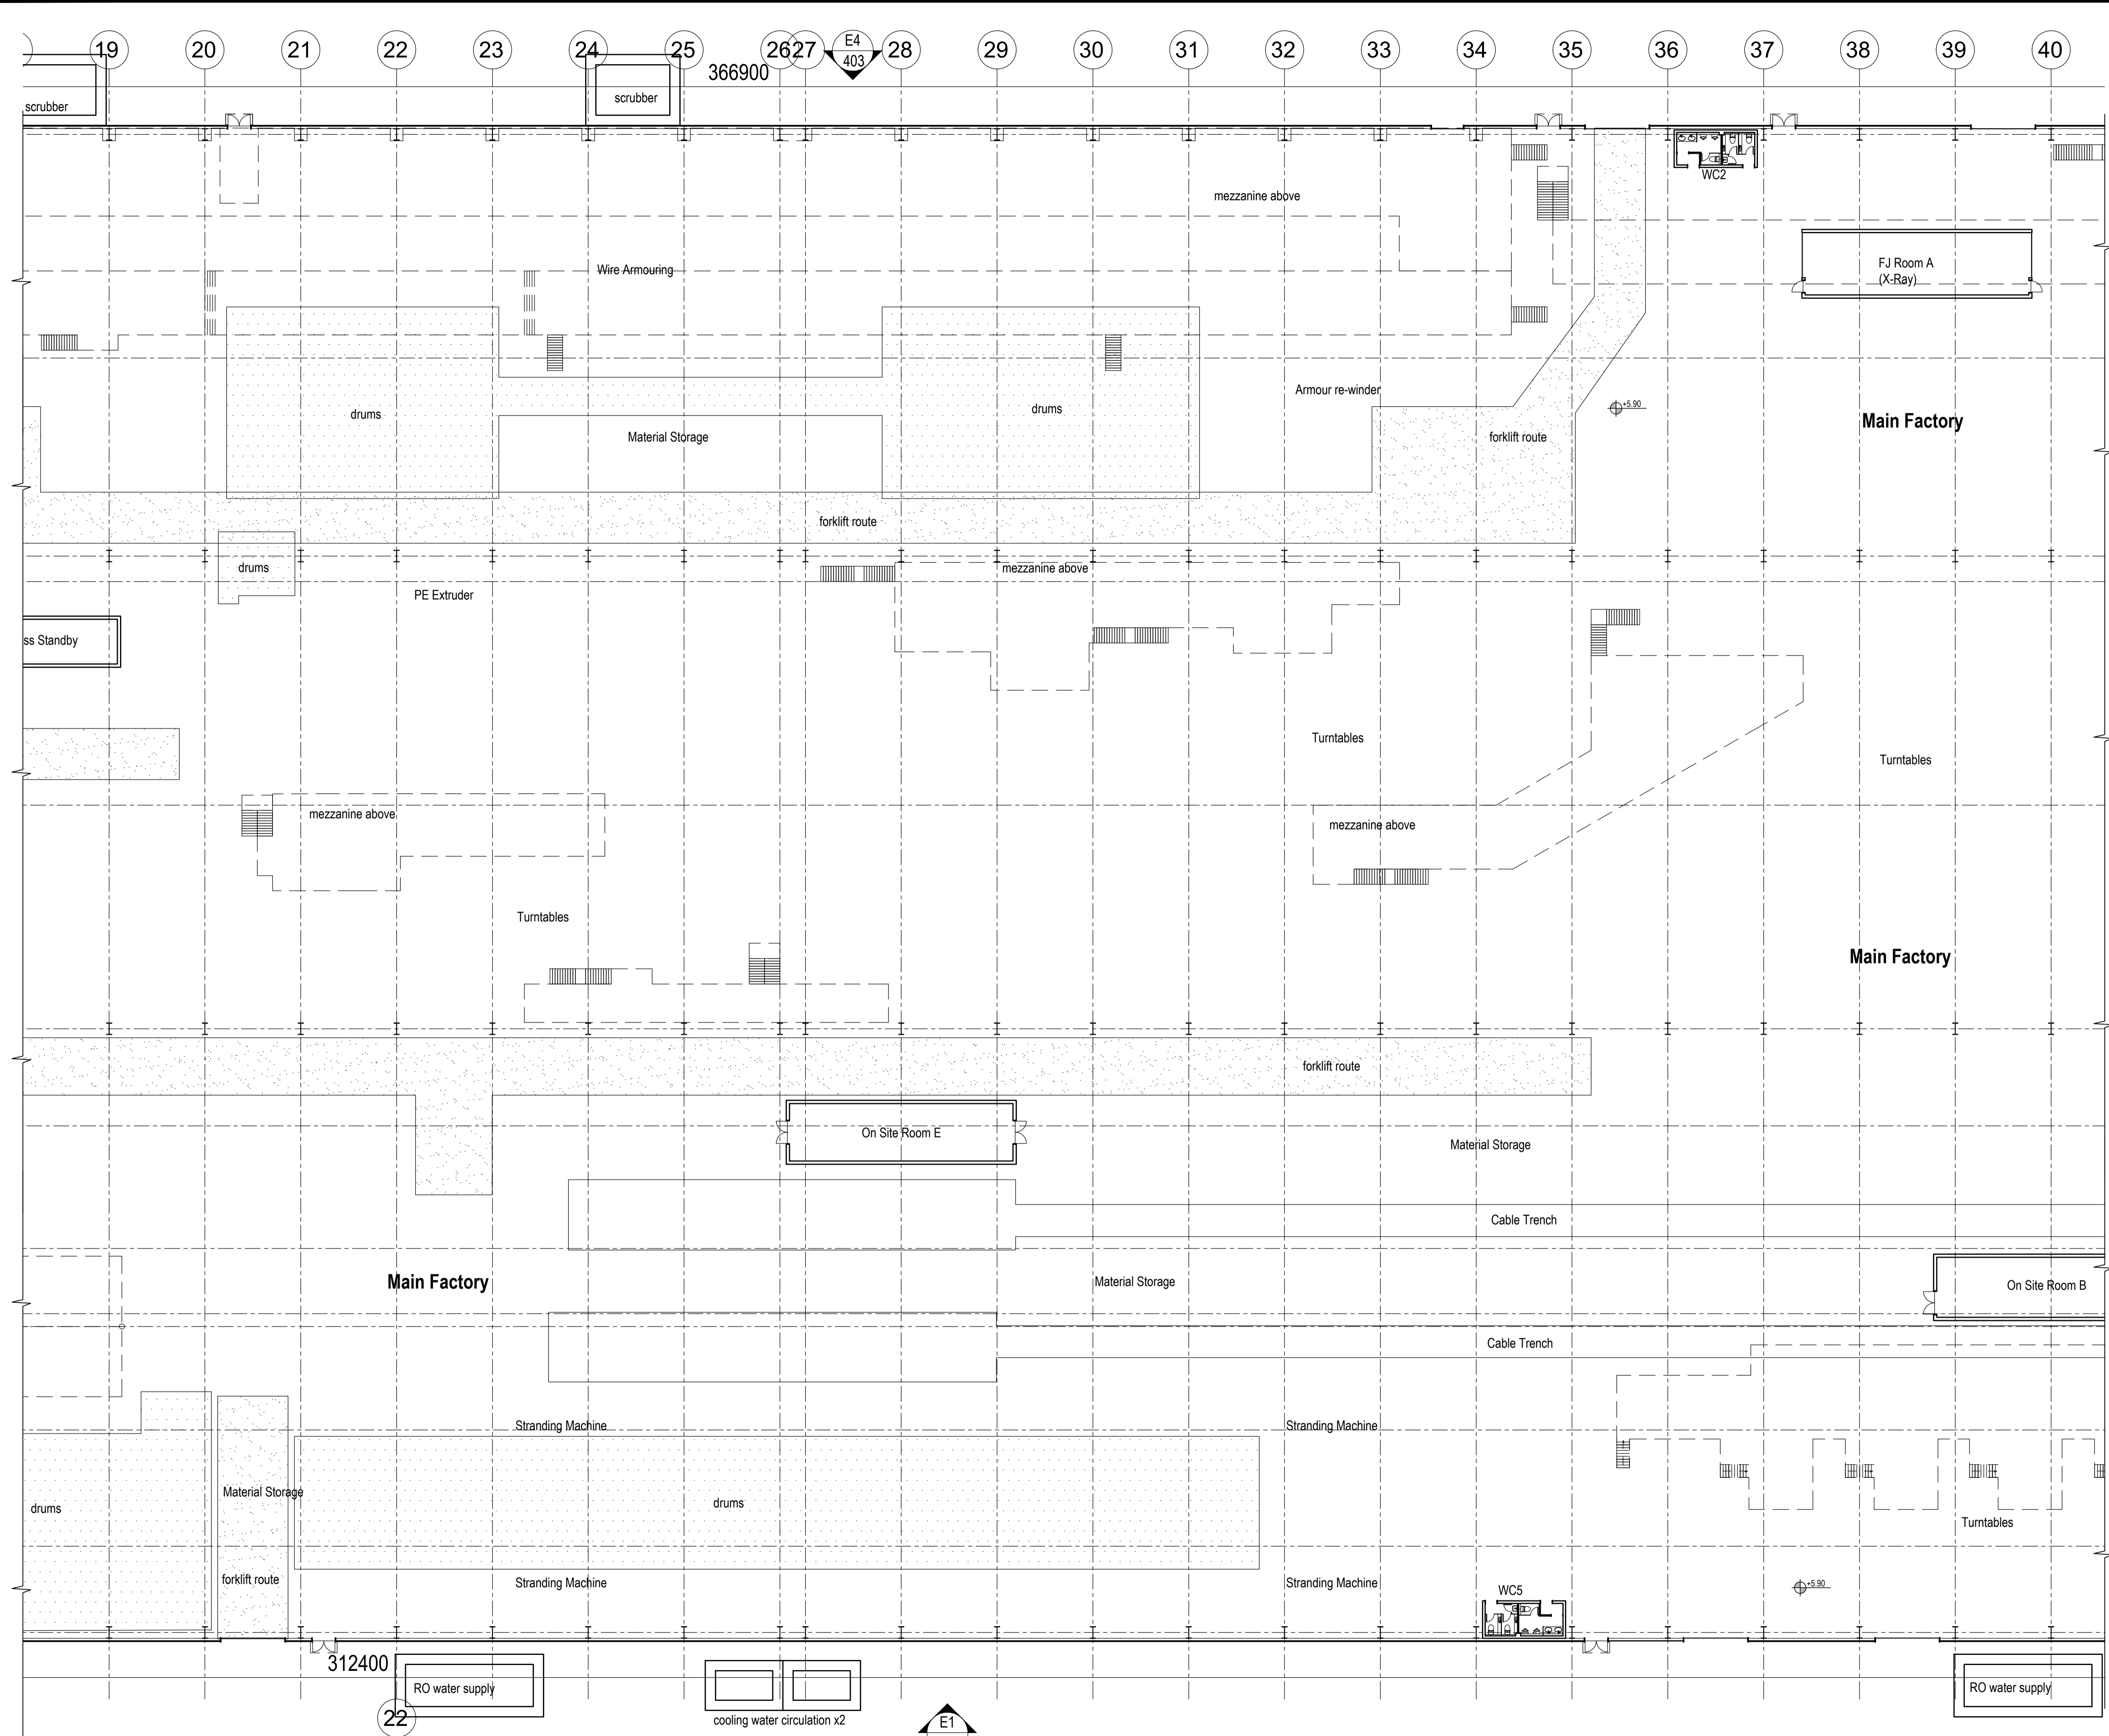 19 20 21 22 23 24 25 26 27 E4 28 29 30 31 32 33 34 35 36 37 38 39 40
403
366900
scrubber
scrubber
WC2
mezzanine above
Wire Armouring
FJ Room A
(X-Ray)
Armour re-winder
+5.90
drums
drums
Main Factory
Material Storage
forklift route
forklift route
drums
mezzanine above
PE Extruder
ss Standby
Turntables
Turntables
mezzanine above
mezzanine above
Turntables
Main Factory
forklift route
On Site Room E
Material Storage
Cable Trench
Main Factory
Material Storage
On Site Room B
Cable Trench
Stranding Machine
Stranding Machine
Material Storage
drums
drums
Turntables
forklift route
Stranding Machine
Stranding Machine
WC5
+5.90
312400
RO water supply
RO water supply
22
cooling water circulation x2
E1